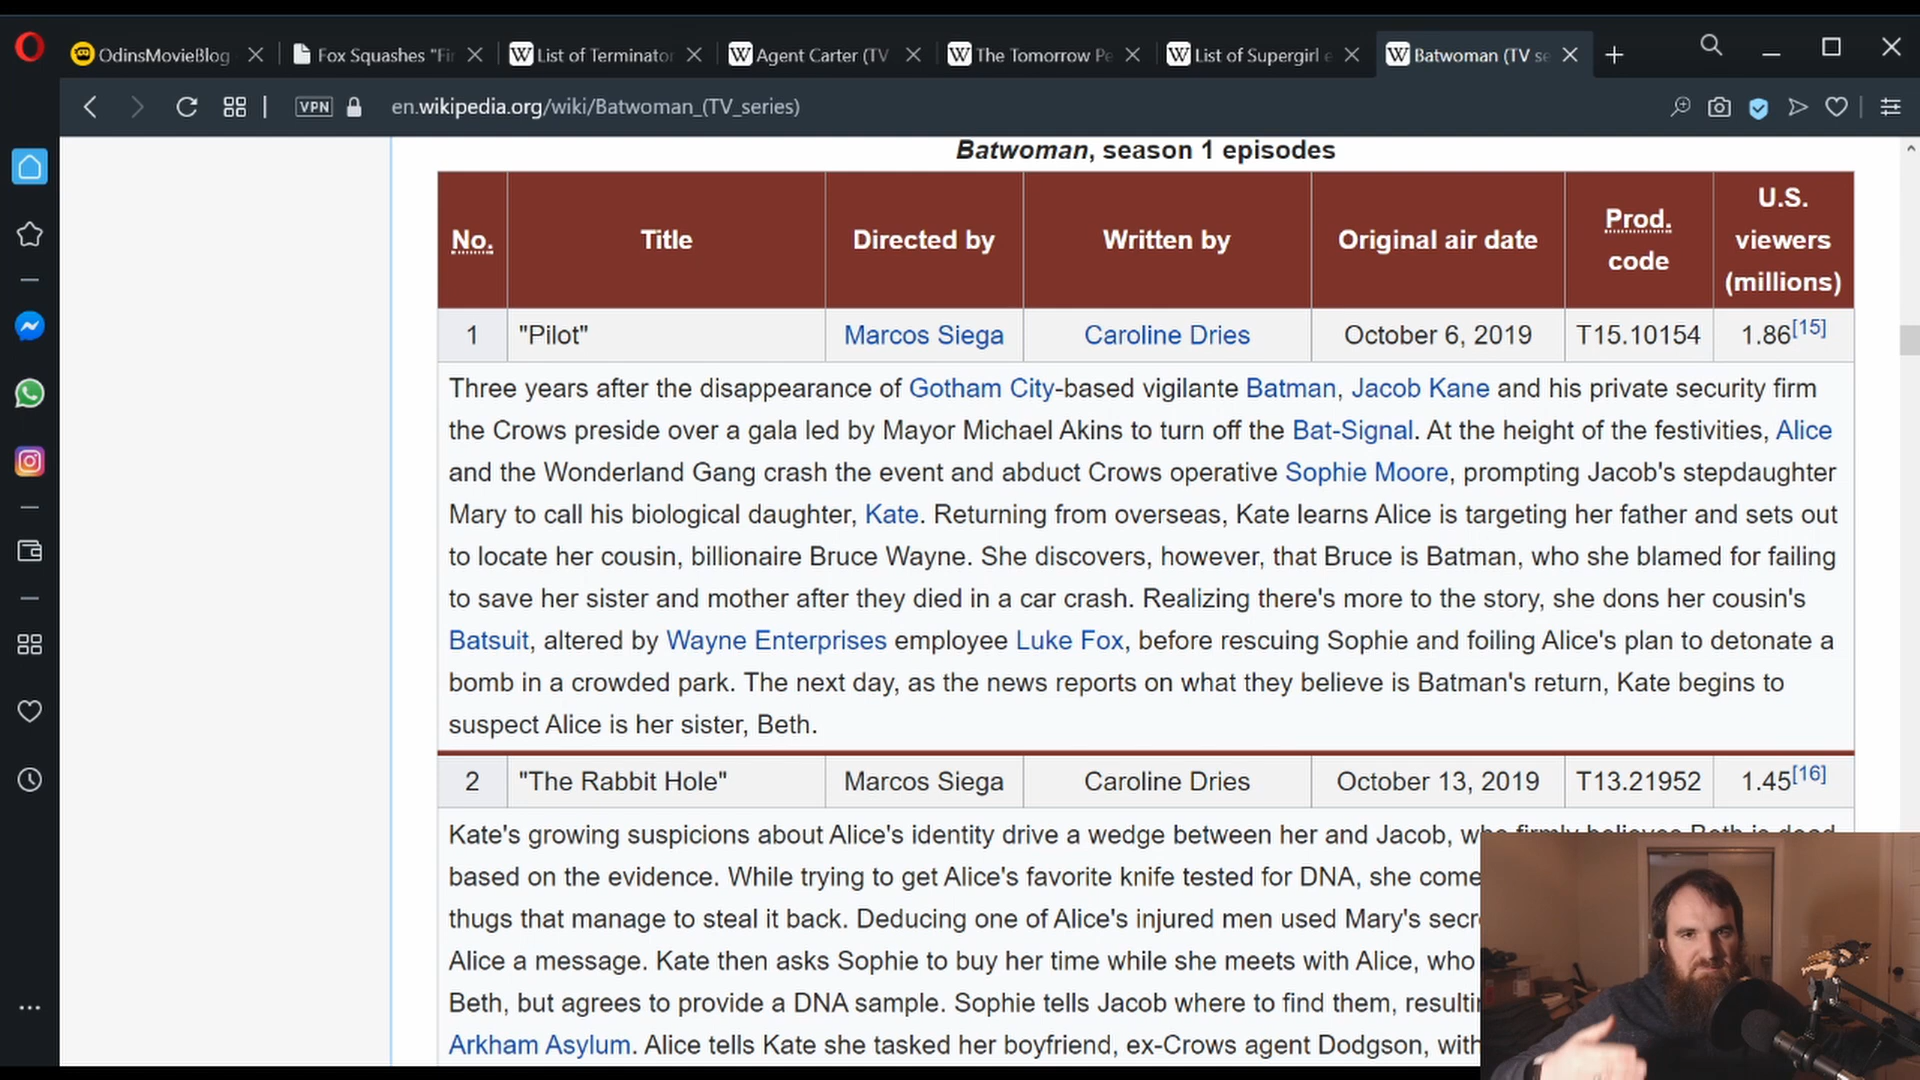 OdinsMovieBlog
Fox Squashes "Fir
List of Terminator
Agent Carter (TV
The Tomorrow Pe
List of Supergirl e
Batwoman (TV se
VPN
en.wikipedia.org/wiki/Batwoman_(TV_series)
Batwoman, season 1 episodes
No.
Title
Directed by
Written by
Original air date
Prod.
code
U.S.
viewers
(millions)
1 "Pilot" Marcos Siega Caroline Dries October 6, 2019 T15.10154 1.86[15]
Three years after the disappearance of Gotham City-based vigilante Batman, Jacob Kane and his private security firm
the Crows preside over a gala led by Mayor Michael Akins to turn off the Bat-Signal. At the height of the festivities, Alice
and the Wonderland Gang crash the event and abduct Crows operative Sophie Moore, prompting Jacob's stepdaughter
Mary to call his biological daughter, Kate. Returning from overseas, Kate learns Alice is targeting her father and sets out
to locate her cousin, billionaire Bruce Wayne. She discovers, however, that Bruce is Batman, who she blamed for failing
to save her sister and mother after they died in a car crash. Realizing there's more to the story, she dons her cousin's
Batsuit, altered by Wayne Enterprises employee Luke Fox, before rescuing Sophie and foiling Alice's plan to detonate a
bomb in a crowded park. The next day, as the news reports on what they believe is Batman's return, Kate begins to
suspect Alice is her sister, Beth.
2 "The Rabbit Hole" Marcos Siega Caroline Dries October 13, 2019 T13.21952 1.45[16]
Kate's growing suspicions about Alice's identity drive a wedge between her and Jacob, who firmly believes Beth is dead
based on the evidence. While trying to get Alice's favorite knife tested for DNA, she come
thugs that manage to steal it back. Deducing one of Alice's injured men used Mary's secr
Alice a message. Kate then asks Sophie to buy her time while she meets with Alice, who
Beth, but agrees to provide a DNA sample. Sophie tells Jacob where to find them, resulti
Arkham Asylum. Alice tells Kate she tasked her boyfriend, ex-Crows agent Dodgson, with